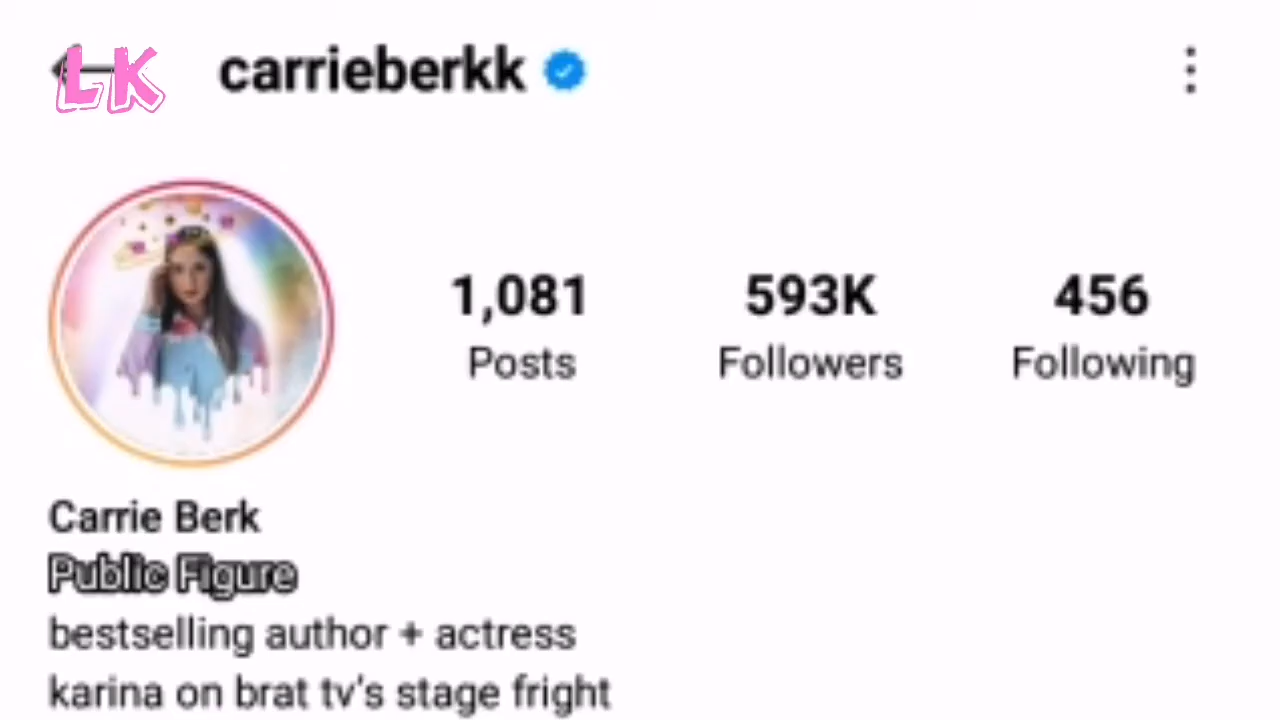 LK
carrieberkk
1,081 593K 456
Posts Followers Following
Carrie Berk
Public Figure
bestselling author + actress
karina on brat tv's stage fright